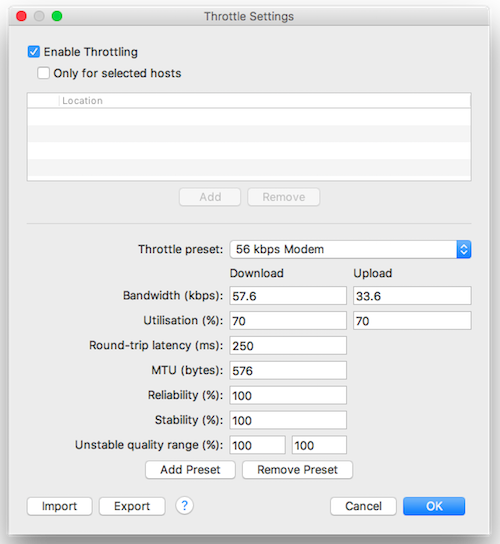 Throttle Settings
Enable Throttling
Only for selected hosts
Location
Add Remove
Throttle preset: 56 kbps Modem
Download Upload
Bandwidth (kbps): 57.6 33.6
Utilisation (%): 70 70
Round-trip latency (ms): 250
MTU (bytes): 576
Reliability (%): 100
Stability (%): 100
Unstable quality range (%): 100 100
Add Preset Remove Preset
Import Export ? Cancel OK